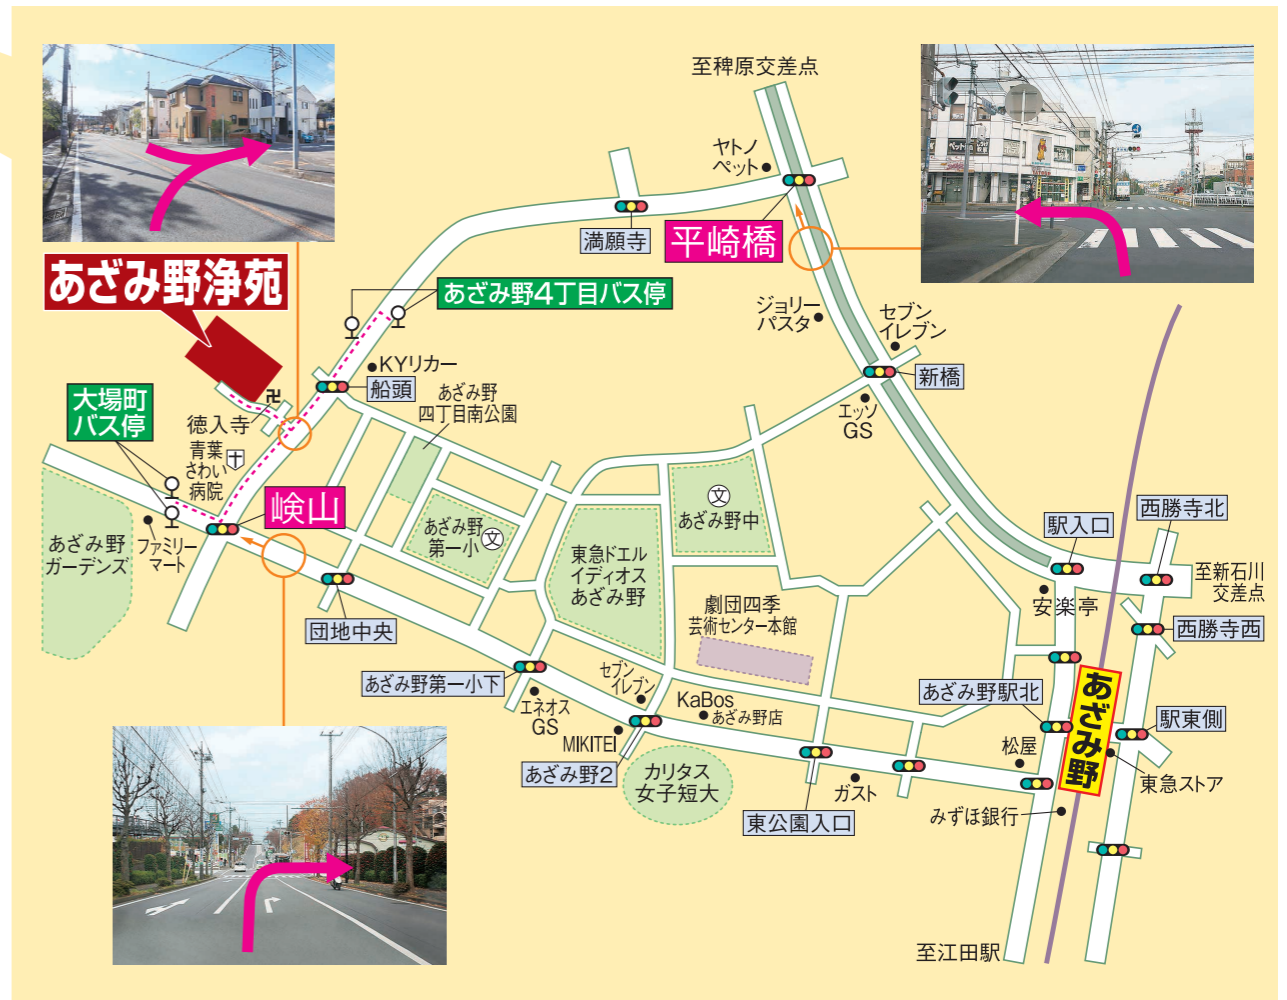 至稗原交差点
ヤトノ
ペット
満願寺
平崎橋
あざみ野浄苑
あざみ野4丁目バス停
ジョリー
パスタ
セブン
イレブン
新橋
KYリカー
船頭
あざみ野
四丁目南公園
エッソ
GS
大場町
バス停
卍
徳入寺
青葉
さわい
病院
嶮山
文
あざみ野中
あざみ野
第一小
文
東急ドエル
イディオス
あざみ野
駅入口
西勝寺北
至新石川
交差点
あざみ野
ガーデンズ
ファミリー
マート
団地中央
劇団四季
芸術センター本館
安楽亭
西勝寺西
あざみ野第一小下
セブン
イレブン
エネオス
GS
KaBos
あざみ野店
あざみ野駅北
あざみ野
駅東側
MIKITEI
松屋
あざみ野2
カリタス
女子短大
ガスト
東急ストア
東公園入口
みずほ銀行
至江田駅